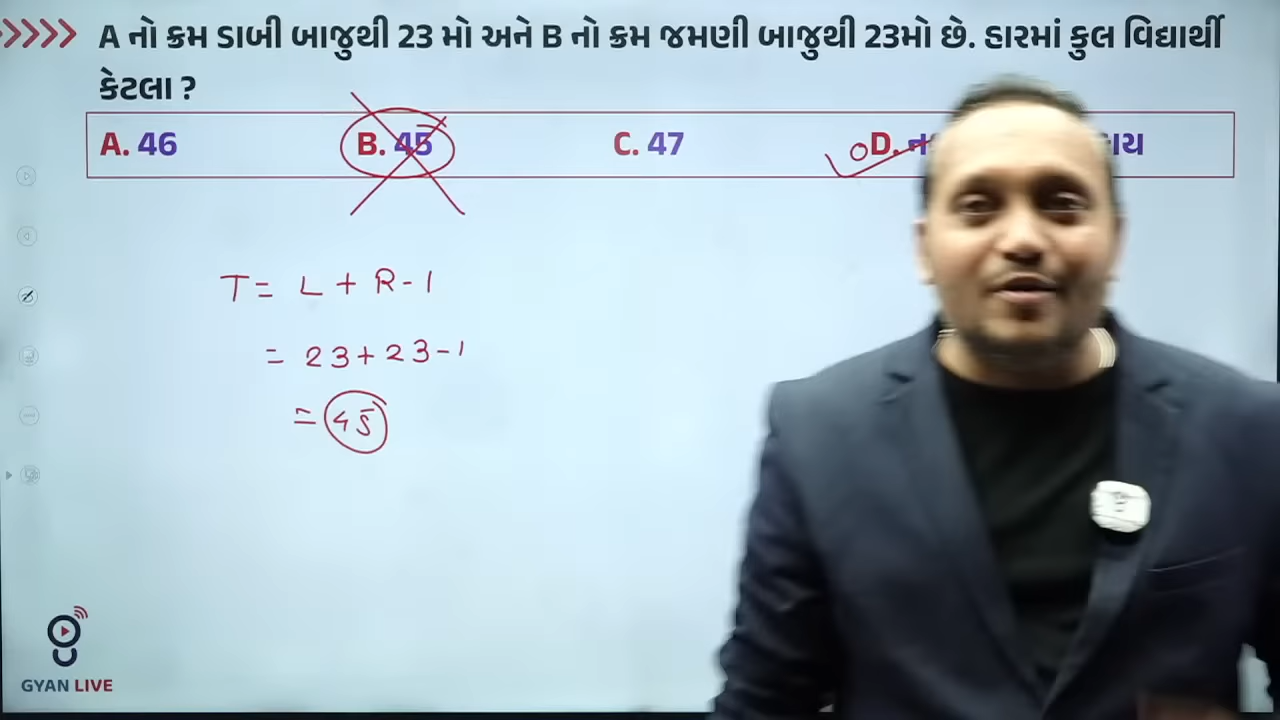 A નો ક્રમ ડાબી બાજુથી 23 મો અને B નો ક્રમ જમણી બાજુથી 23મો છે. હારમાં કુલ વિદ્યાર્થી
કેટલા ?
A. 46 B. 45 C. 47 D.
T = L + R - 1
= 23 + 23 - 1
= 45
GYAN LIVE